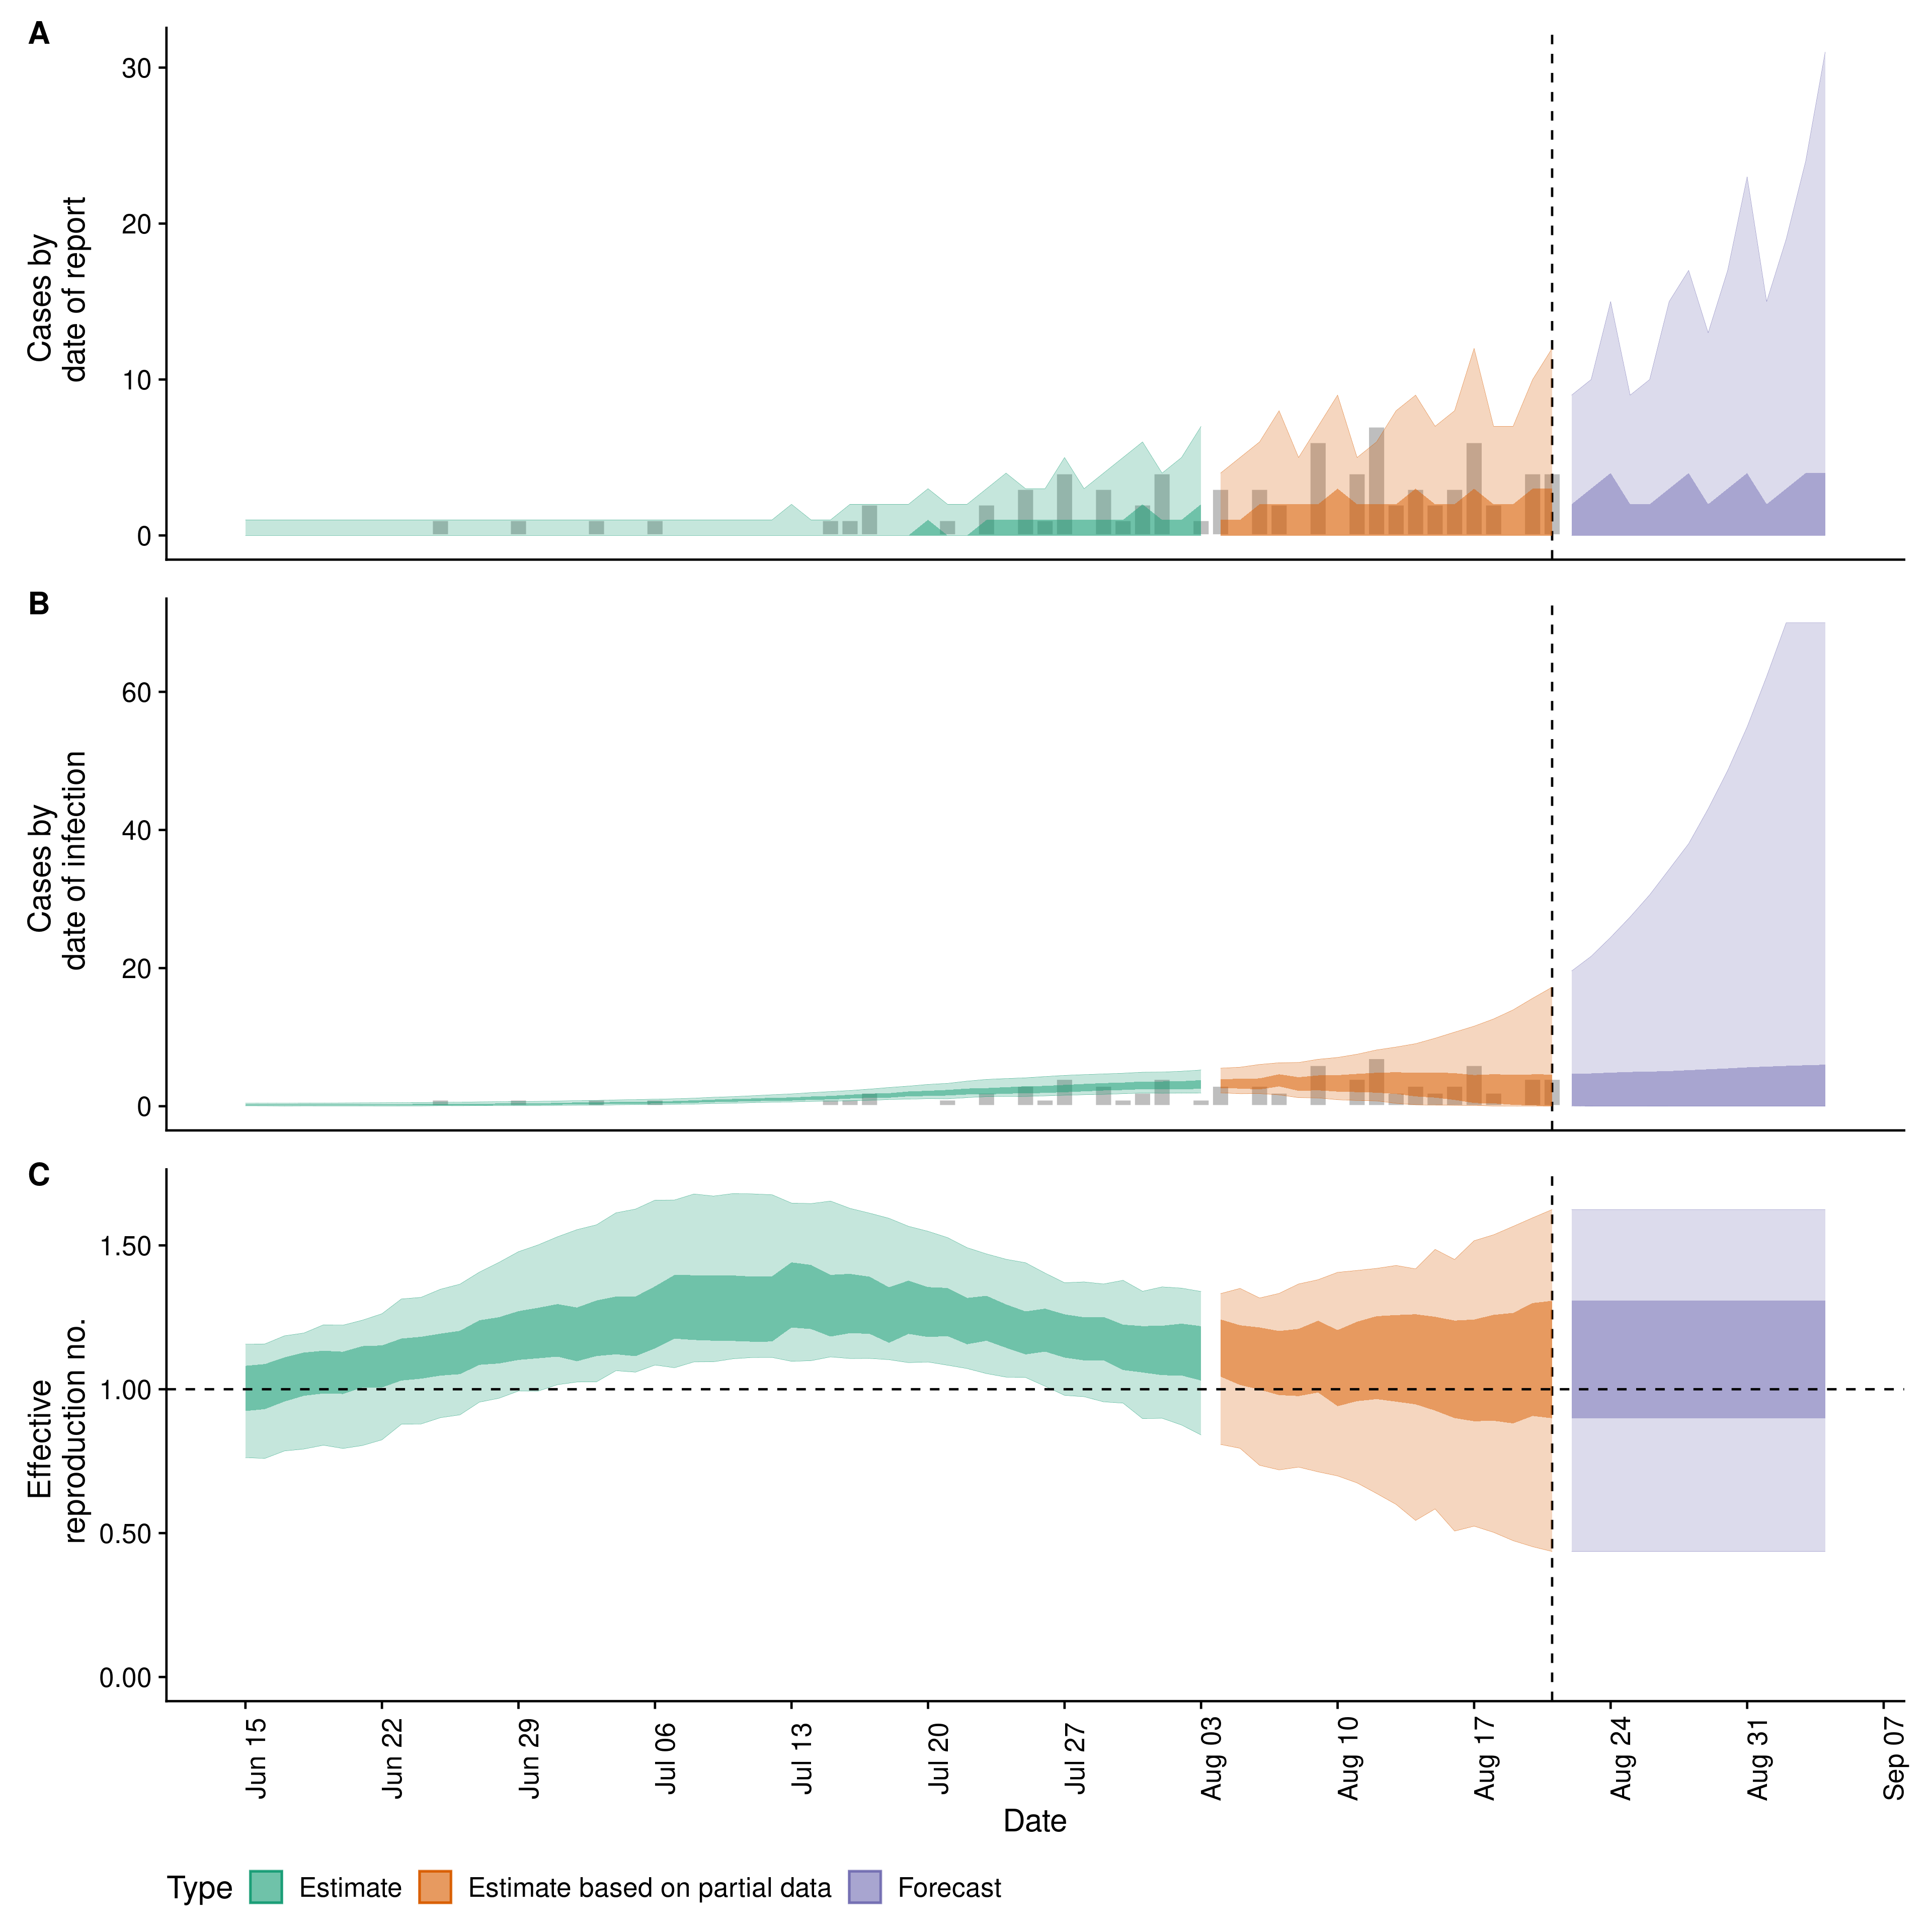 A
30
20
10
0
Cases by
date of report
B
60
40
20
0
Cases by
date of infection
C
1.50
1.00
0.50
0.00
Effective
reproduction no.
Jun 15
Jun 22
Jun 29
Jul 06
Jul 13
Jul 20
Jul 27
Aug 03
Aug 10
Aug 17
Aug 24
Aug 31
Sep 07
Date
Type
Estimate
Estimate based on partial data
Forecast